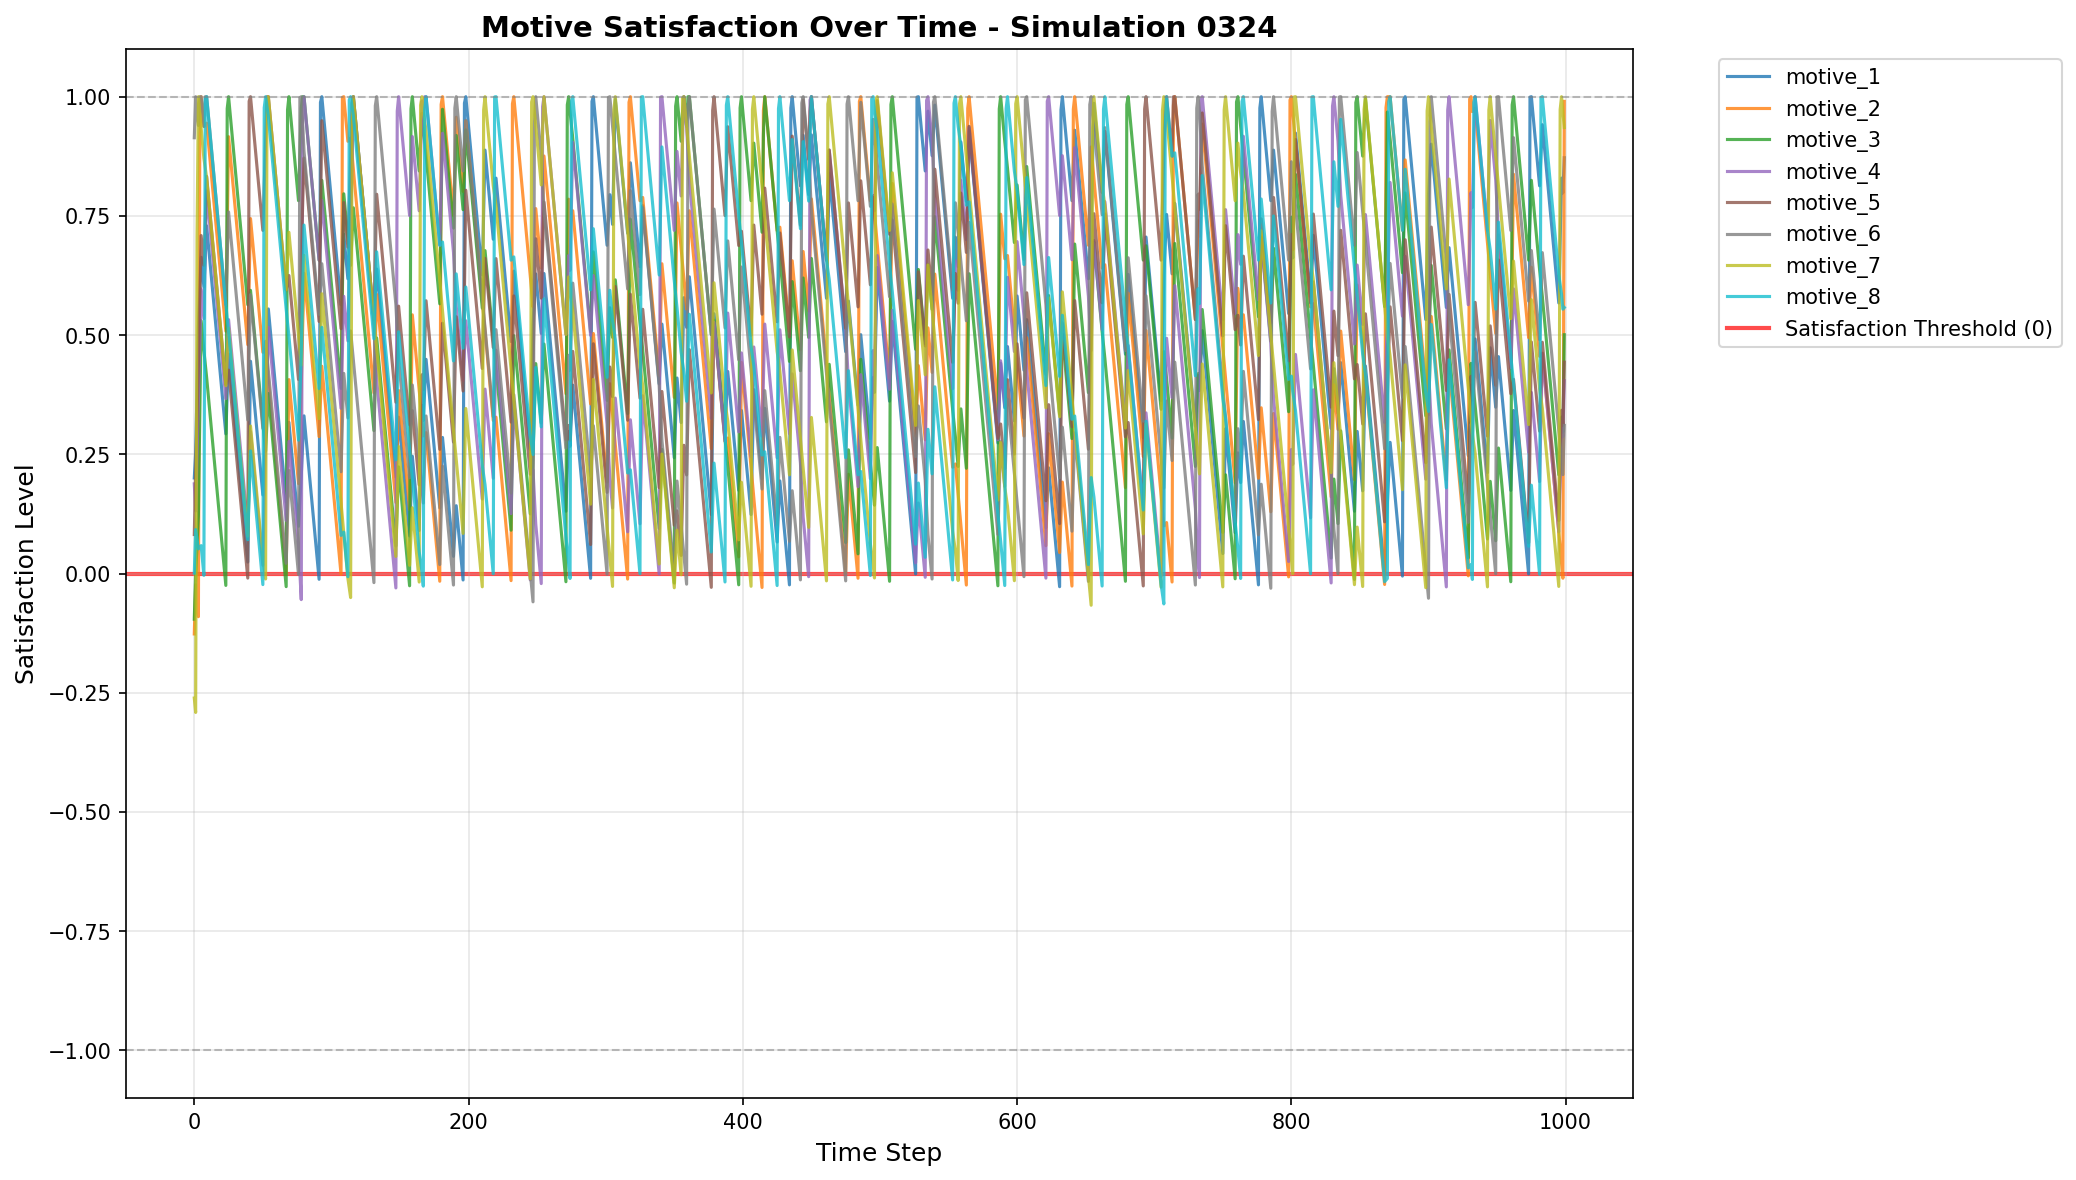 Motive Satisfaction Over Time - Simulation 0324
1.00
0.75
0.50
0.25
0.00
−0.25
−0.50
−0.75
−1.00
Satisfaction Level
0
200
400
600
800
1000
Time Step
motive_1
motive_2
motive_3
motive_4
motive_5
motive_6
motive_7
motive_8
Satisfaction Threshold (0)